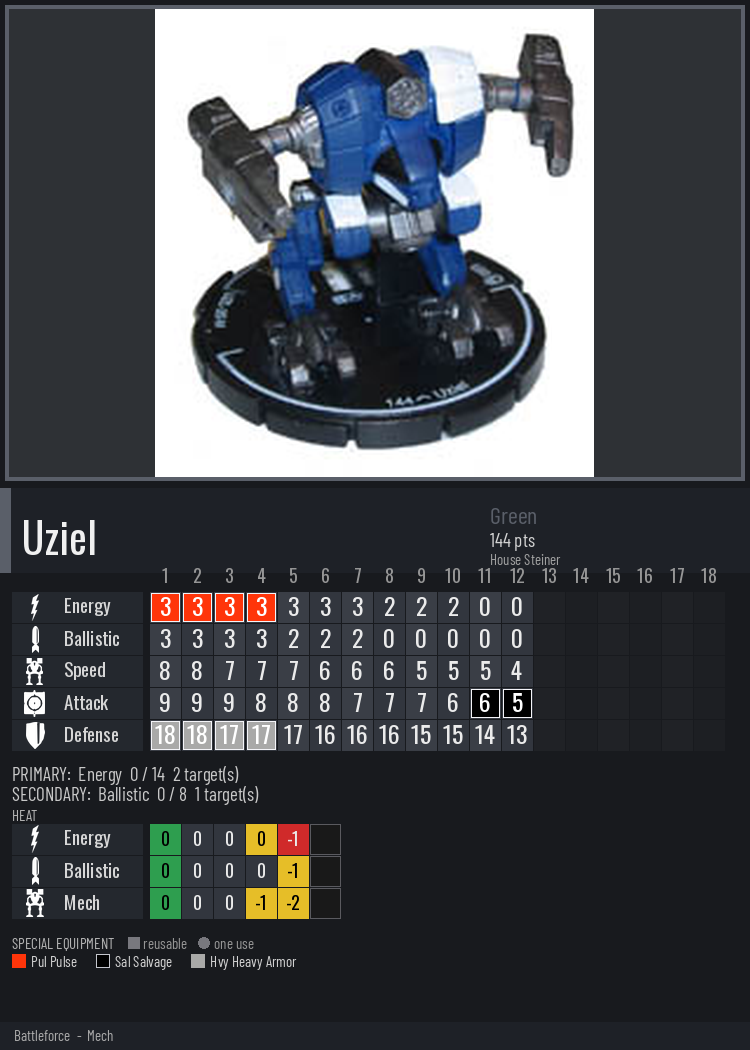 144 Uziel
Uziel
Green
144 pts
House Steiner
1 2 3 4 5 6 7 8 9 10 11 12 13 14 15 16 17 18
Energy 3 3 3 3 3 3 3 2 2 2 0 0
Ballistic 3 3 3 3 2 2 2 0 0 0 0 0
Speed 8 8 7 7 7 6 6 6 5 5 5 4
Attack 9 9 9 8 8 8 7 7 7 6 6 5
Defense 18 18 17 17 17 16 16 16 15 15 14 13
PRIMARY: Energy 0 / 14 2 target(s)
SECONDARY: Ballistic 0 / 8 1 target(s)
HEAT
Energy 0 0 0 0 -1
Ballistic 0 0 0 0 -1
Mech 0 0 0 -1 -2
SPECIAL EQUIPMENT reusable one use
Pul Pulse Sal Salvage Hvy Heavy Armor
Battleforce - Mech